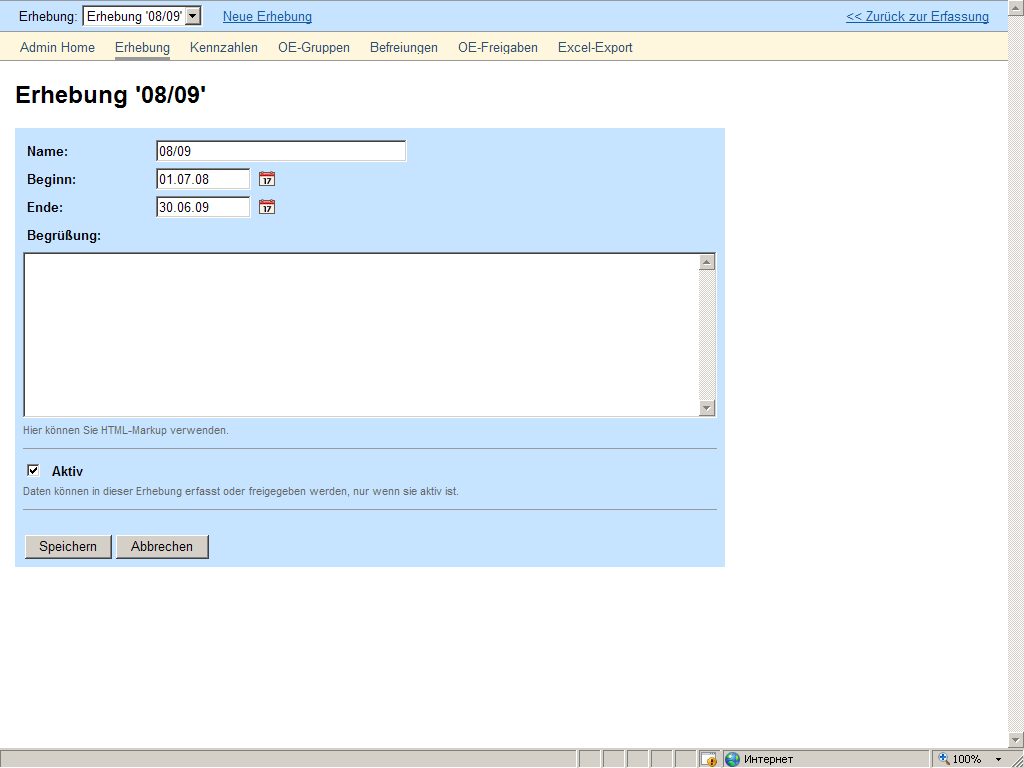 Erhebung: Erhebung '08/09' Neue Erhebung << Zurück zur Erfassung
Admin Home Erhebung Kennzahlen OE-Gruppen Befreiungen OE-Freigaben Excel-Export
Erhebung '08/09'
Name: 08/09
Beginn: 01.07.08 17
Ende: 30.06.09 17
Begrüßung:
Hier können Sie HTML-Markup verwenden.
Aktiv
Daten können in dieser Erhebung erfasst oder freigegeben werden, nur wenn sie aktiv ist.
Speichern Abbrechen
Интернет 100%